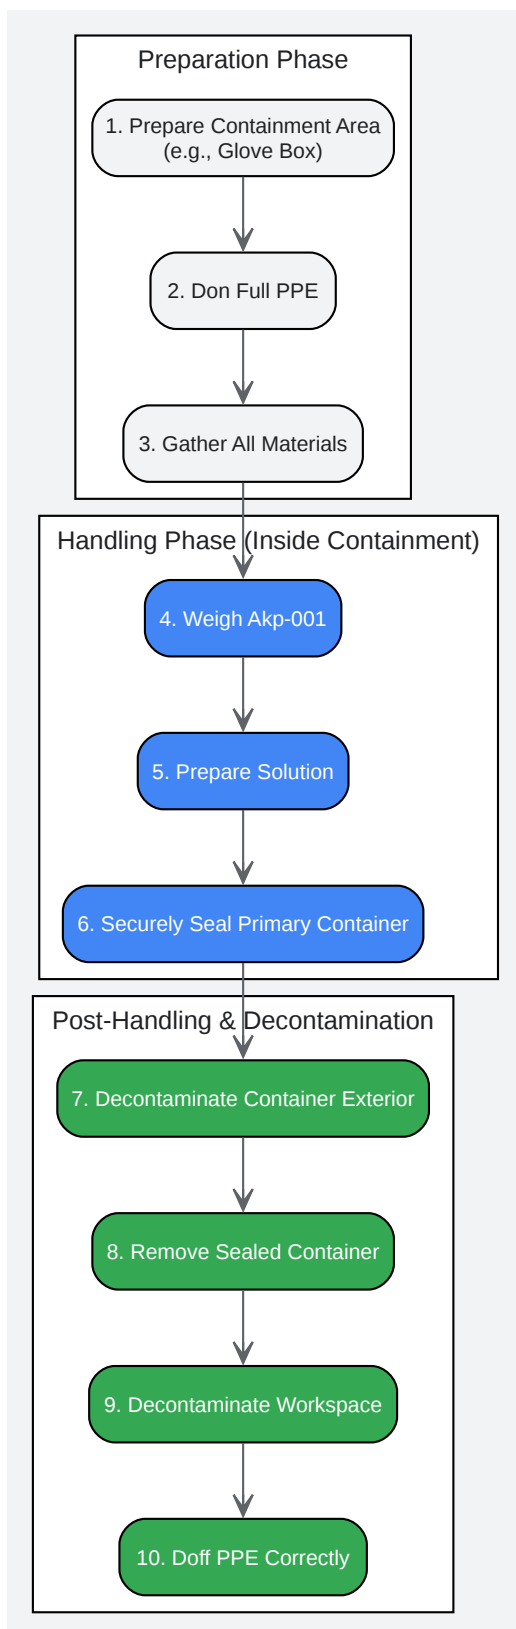 Preparation Phase
1. Prepare Containment Area
(e.g., Glove Box)
2. Don Full PPE
3. Gather All Materials
Handling Phase (Inside Containment)
4. Weigh Akp-001
5. Prepare Solution
6. Securely Seal Primary Container
Post-Handling & Decontamination
7. Decontaminate Container Exterior
8. Remove Sealed Container
9. Decontaminate Workspace
10. Doff PPE Correctly